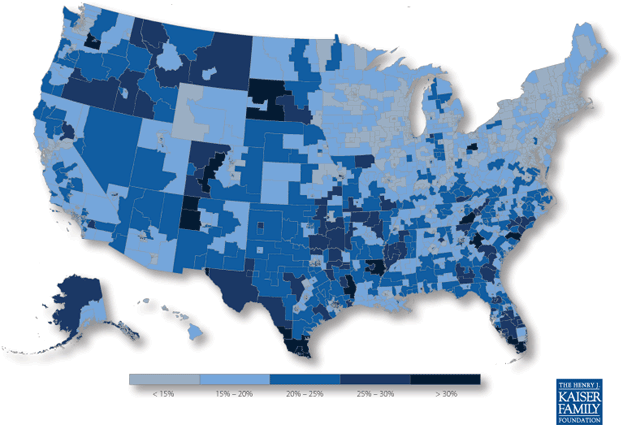 < 15%
15% – 20%
20%–25%
25%–30%
> 30%
THE HENRY J.
KAISER
FAMILY
FOUNDATION